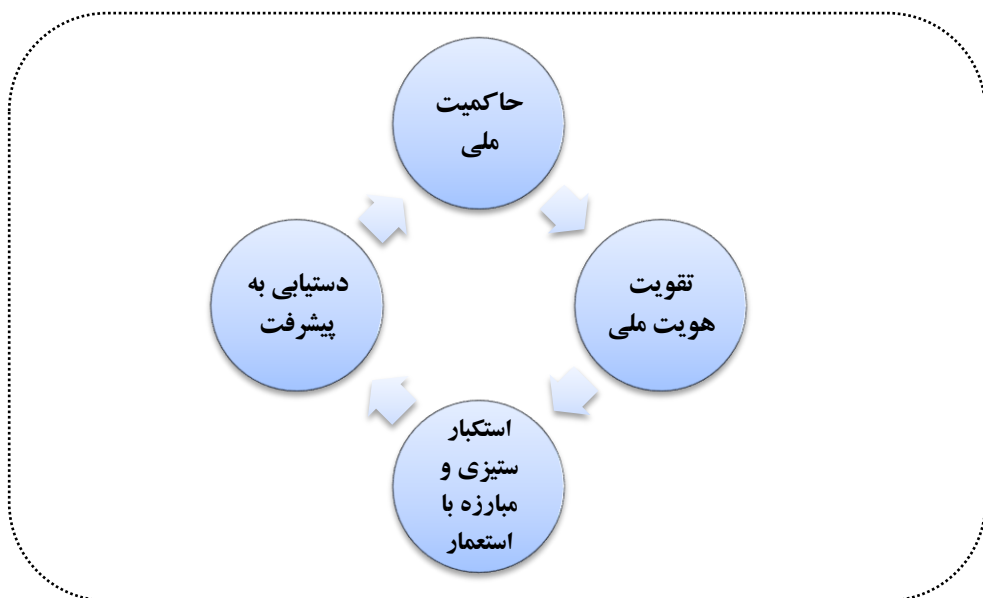 حاکمیت
ملی
تقویت
هویت ملی
استکبار
ستیزی و
مبارزه با
استعمار
دستیابی به
پیشرفت